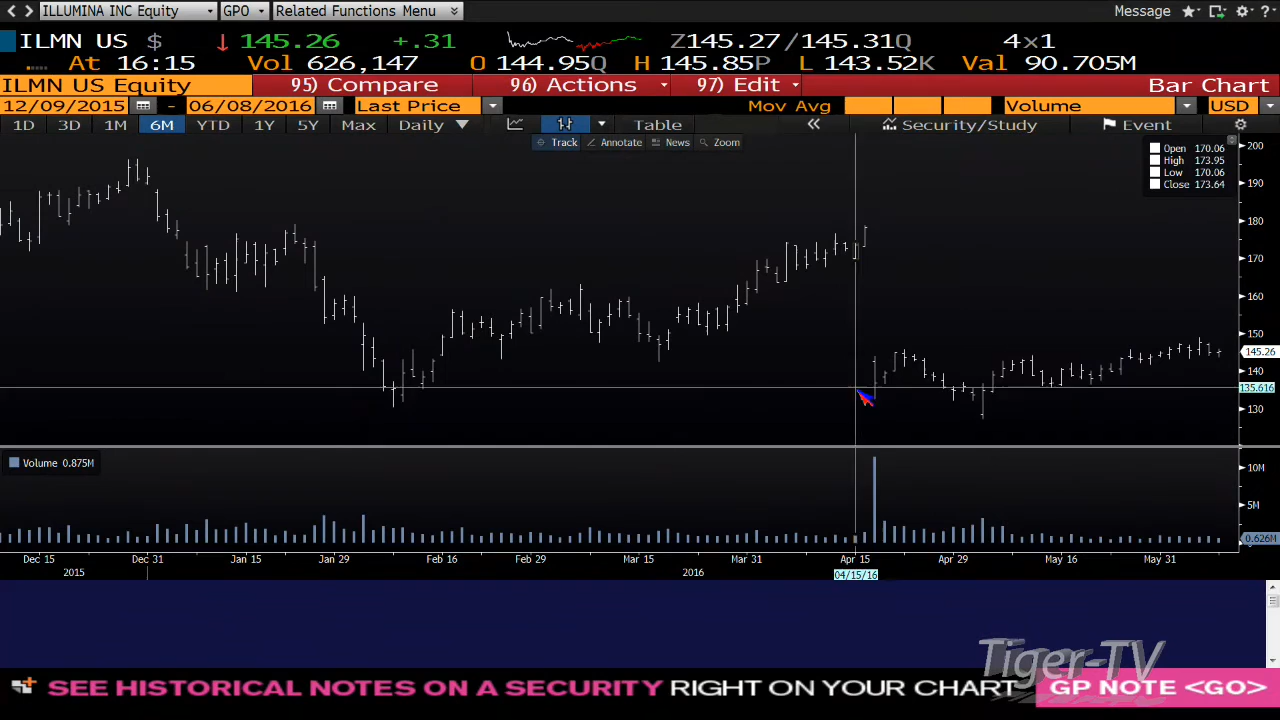 ILLUMINA INC Equity GPO Related Functions Menu Message ?
ILMN US $ ↓ 145.26 +.31 Z145.27/145.31Q 4x1
At 16:15 Vol 626,147 O 144.95Q H 145.85P L 143.52K Val 90.705M
ILMN US Equity 95) Compare 96) Actions 97) Edit Bar Chart
12/09/2015 - 06/08/2016 Last Price Mov Avg Volume USD
1D 3D 1M 6M YTD 1Y 5Y Max Daily Table « Security/Study Event
Track Annotate News Zoom
Open 170.06
High 173.95
Low 170.06
Close 173.64
200
190
180
170
160
150
145.26
140
135.616
130
Volume 0.875M
10M
5M
0.626M
0
Dec 15 Dec 31 Jan 15 Jan 29 Feb 16 Feb 29 Mar 15 Mar 31 Apr 15 Apr 29 May 16 May 31
2015 2016 04/15/16
Tiger-TV
SEE HISTORICAL NOTES ON A SECURITY RIGHT ON YOUR CHART GP NOTE <GO>